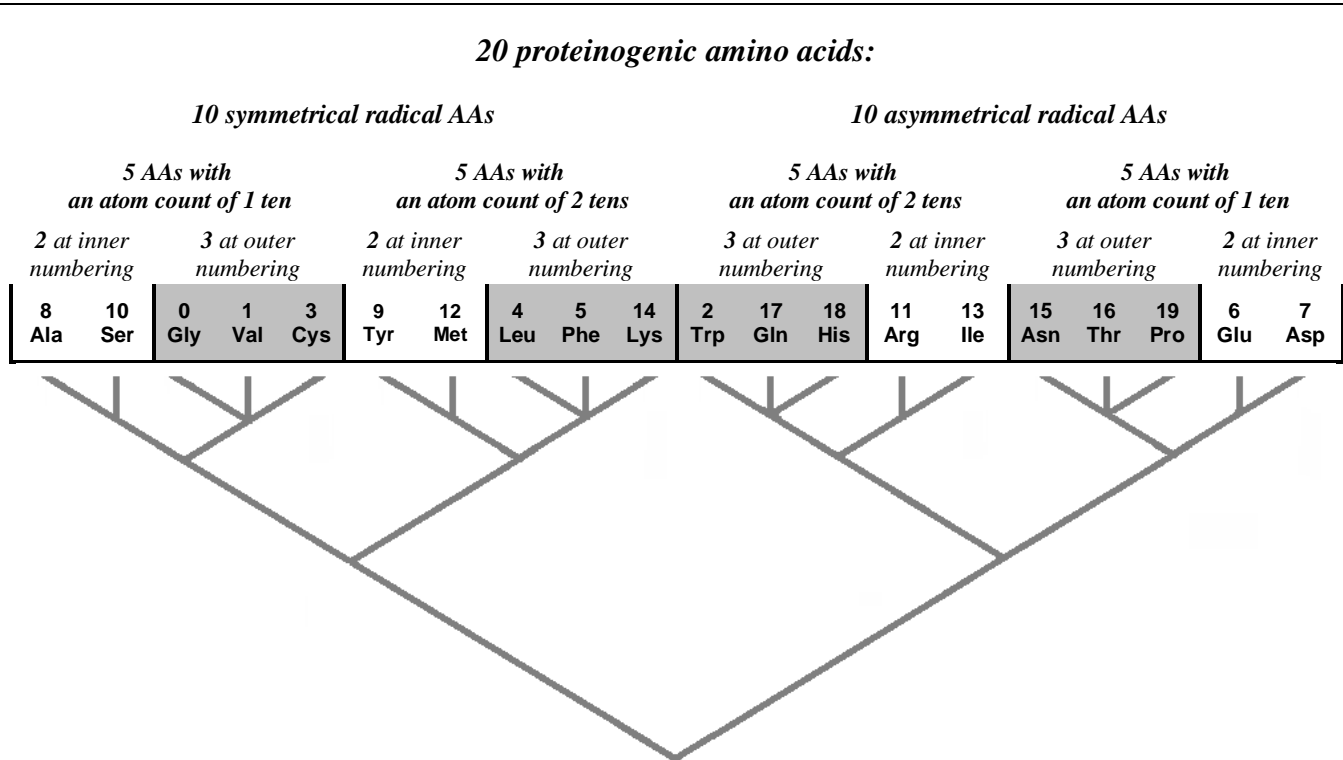 20 proteinogenic amino acids:
10 symmetrical radical AAs 10 asymmetrical radical AAs
5 AAs with 5 AAs with 5 AAs with 5 AAs with
an atom count of 1 ten an atom count of 2 tens an atom count of 2 tens an atom count of 1 ten
2 at inner 3 at outer 2 at inner 3 at outer 3 at outer 2 at inner 3 at outer 2 at inner
numbering numbering numbering numbering numbering numbering numbering numbering
8 10 0 1 3 9 12 4 5 14 2 17 18 11 13 15 16 19 6 7
Ala Ser Gly Val Cys Tyr Met Leu Phe Lys Trp Gln His Arg Ile Asn Thr Pro Glu Asp